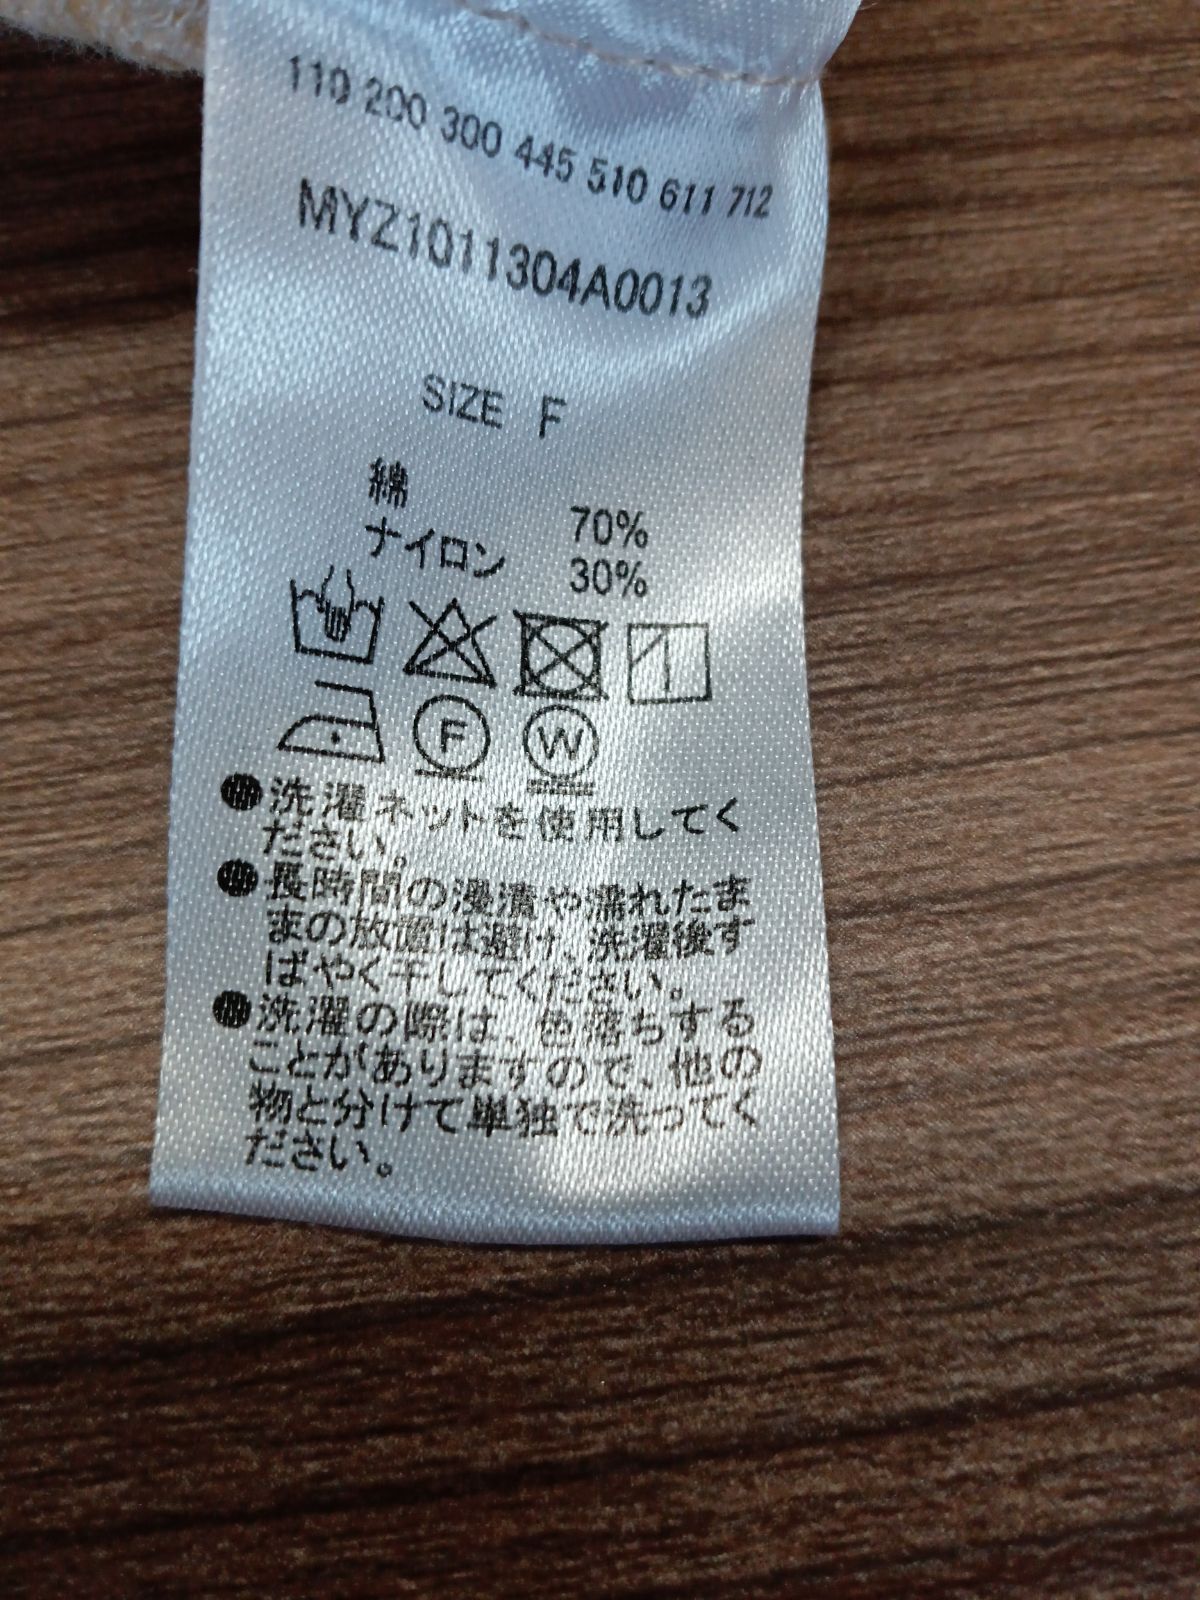 110 200 300 445 510 611 712
MYZ1011304A0013
SIZE F
綿 70%
ナイロン 30%
F W
●洗濯ネットを使用してく
ださい。
●長時間の浸漬や濡れたま
まの放置は避け、洗濯後す
ばやく干してください。
●洗濯の際は、色落ちする
ことがありますので、他の
物と分けて単独で洗ってく
ださい。